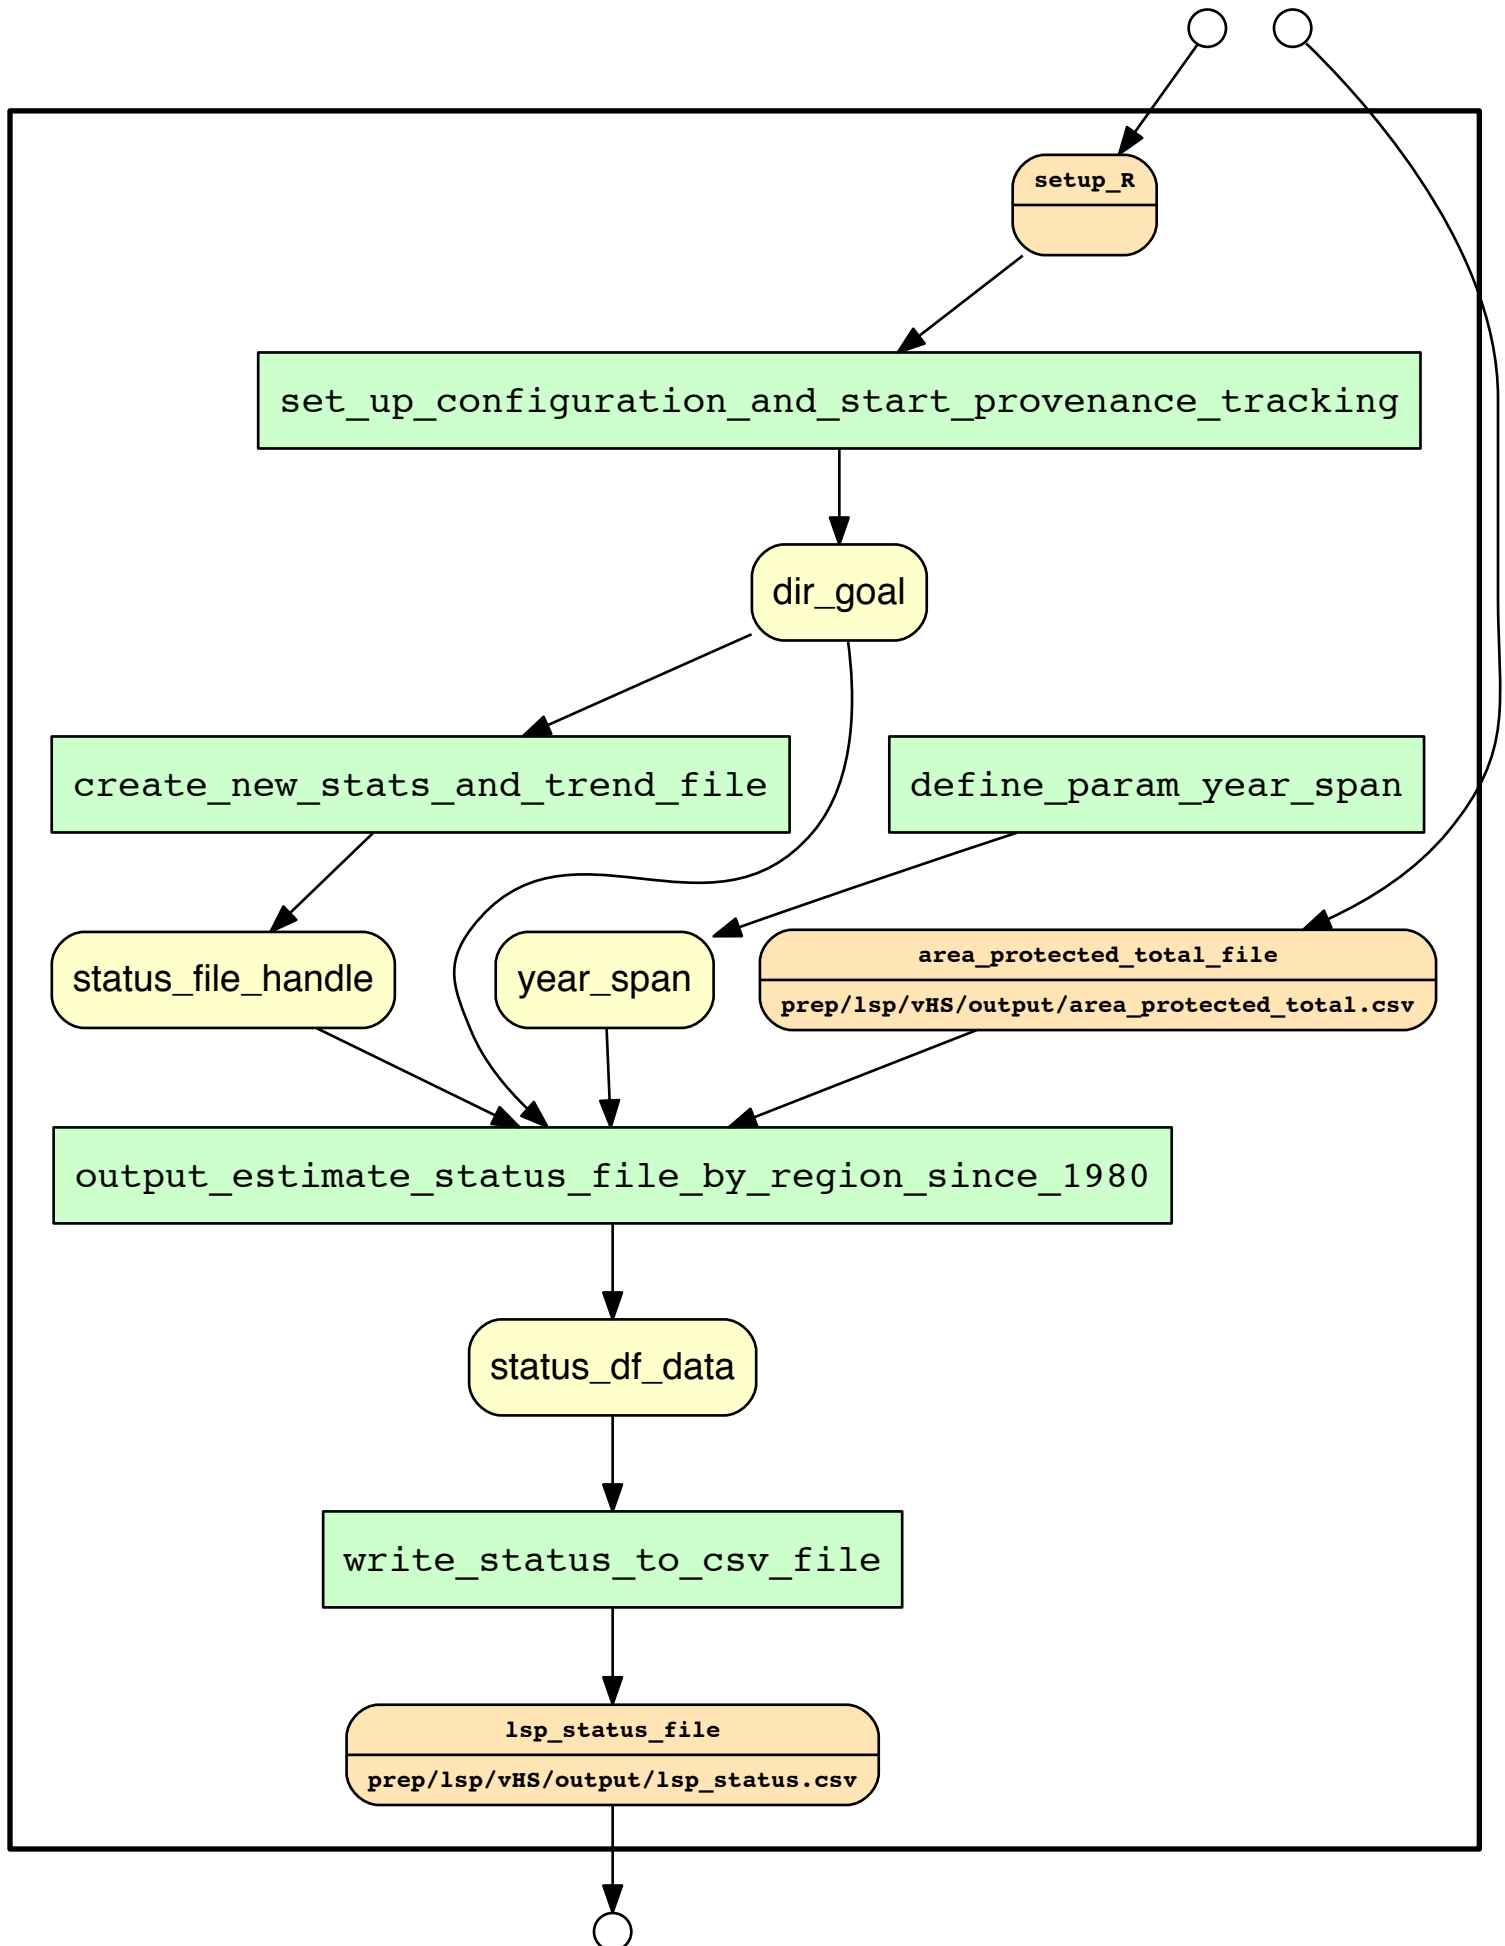 setup_R
set_up_configuration_and_start_provenance_tracking
dir_goal
create_new_stats_and_trend_file
define_param_year_span
status_file_handle
year_span
area_protected_total_file
prep/lsp/vHS/output/area_protected_total.csv
output_estimate_status_file_by_region_since_1980
status_df_data
write_status_to_csv_file
lsp_status_file
prep/lsp/vHS/output/lsp_status.csv